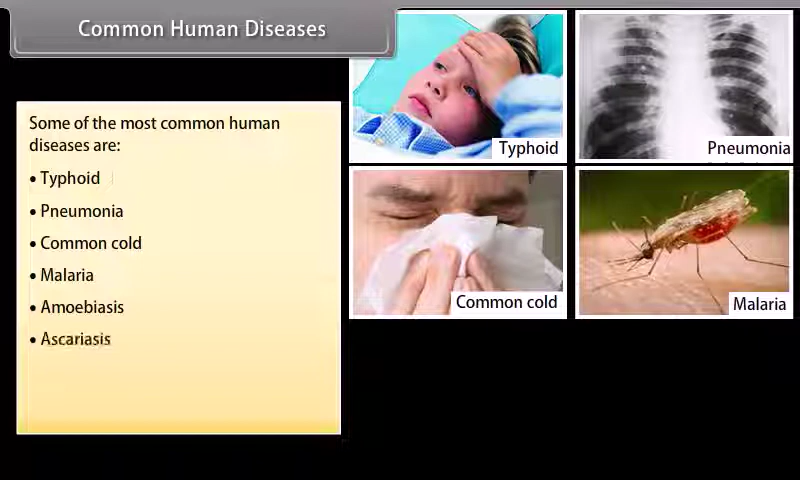 Common Human Diseases
Some of the most common human
diseases are:
• Typhoid
• Pneumonia
• Common cold
• Malaria
• Amoebiasis
• Ascariasis
Typhoid
Pneumonia
Common cold
Malaria